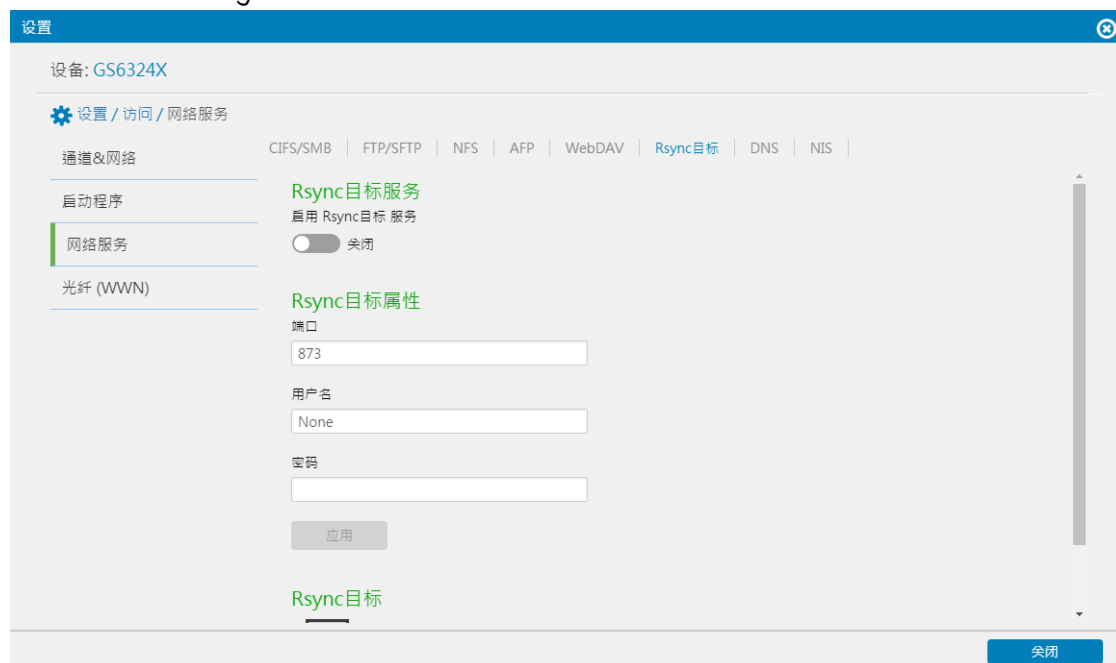 设置
设备: GS6324X
设置 / 访问 / 网络服务
通道&网络
启动程序
网络服务
光纤 (WWN)
CIFS/SMB | FTP/SFTP | NFS | AFP | WebDAV | Rsync目标 | DNS | NIS |
Rsync目标服务
启用 Rsync目标 服务
关闭
Rsync目标属性
端口
873
用户名
None
密码
应用
Rsync目标
关闭